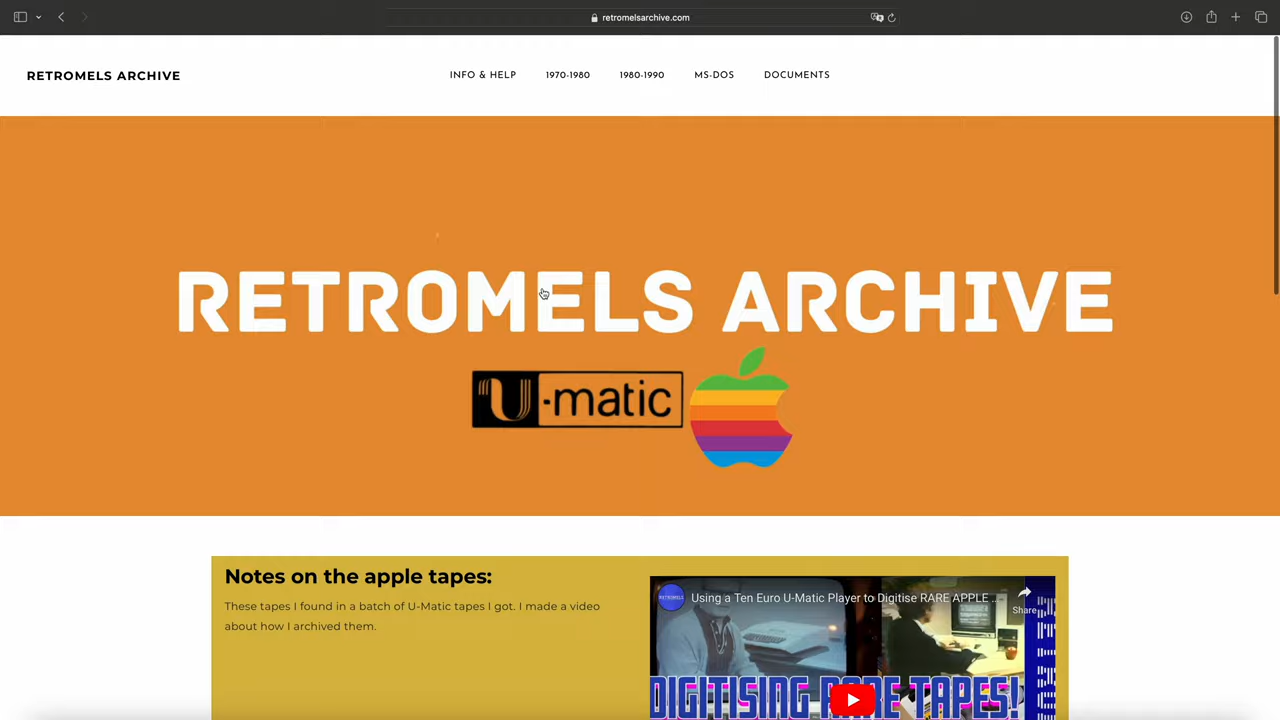 retromelsarchive.com
RETROMELS ARCHIVE
INFO & HELP
1970-1980
1980-1990
MS-DOS
DOCUMENTS
RETROMELS ARCHIVE
U-matic
Notes on the apple tapes:
These tapes I found in a batch of U-Matic tapes I got. I made a video
about how I archived them.
RETROMELS
Using a Ten Euro U-Matic Player to Digitise RARE APPLE ...
Share
DIGITISING RARE TAPES!